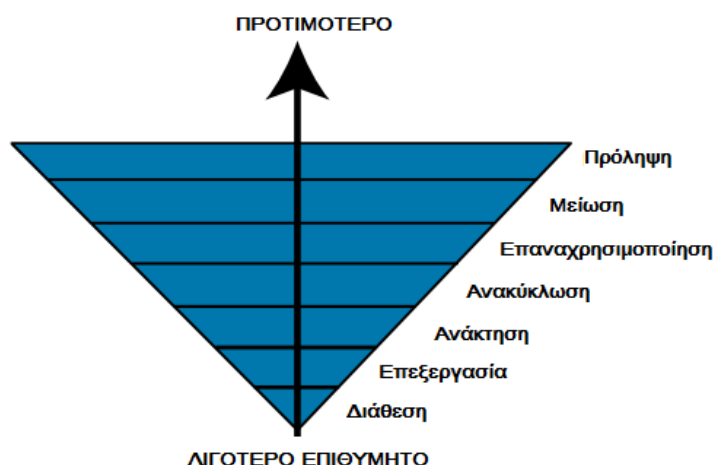 ΠΡΟΤΙΜΟΤΕΡΟ
Πρόληψη
Μείωση
Επαναχρησιμοποίηση
Ανακύκλωση
Ανάκτηση
Επεξεργασία
Διάθεση
ΛΙΓΟΤΕΡΟ ΕΠΙΘΥΜΗΤΟ